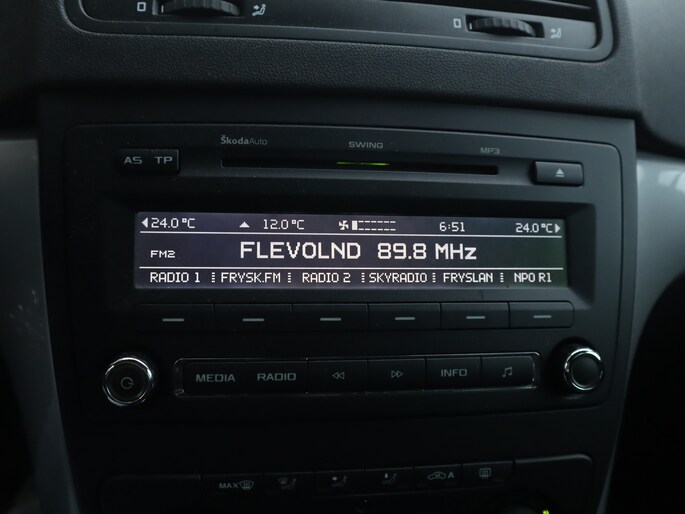 ŠkodaAuto SWING MP3
AS TP
24.0 °C 12.0 °C 6:51 24.0 °C
FM2 FLEVOLND 89.8 MHz
RADIO 1 FRYSK.FM RADIO 2 SKYRADIO FRYSLAN NPO R1
MEDIA RADIO INFO
MAX A